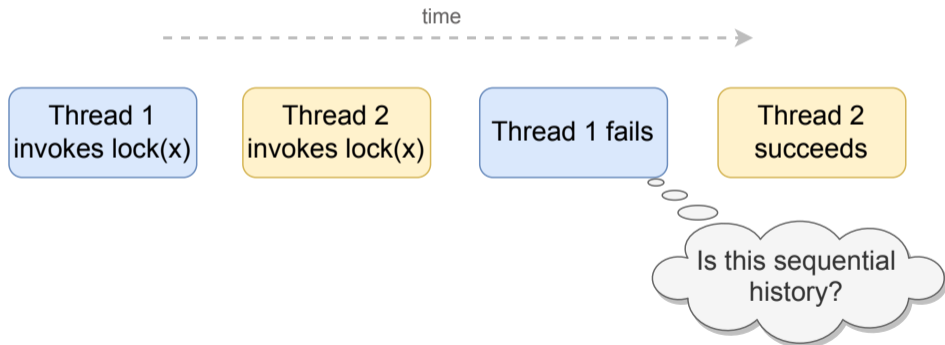 time
Thread 1
invokes lock(x)
Thread 2
invokes lock(x)
Thread 1 fails
Thread 2
succeeds
Is this sequential
history?